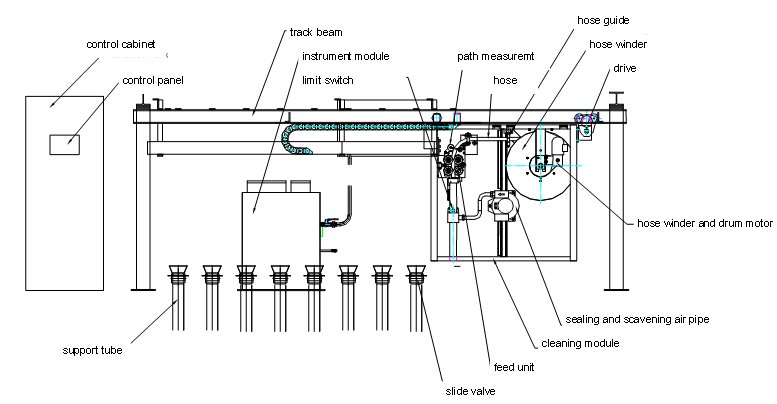 hose guide
track beam
control cabinet
hose winder
instrument module
path measuremt
drive
control panel
limit switch
hose
hose winder and drum motor
sealing and scavening air pipe
cleaning module
support tube
feed unit
slide valve